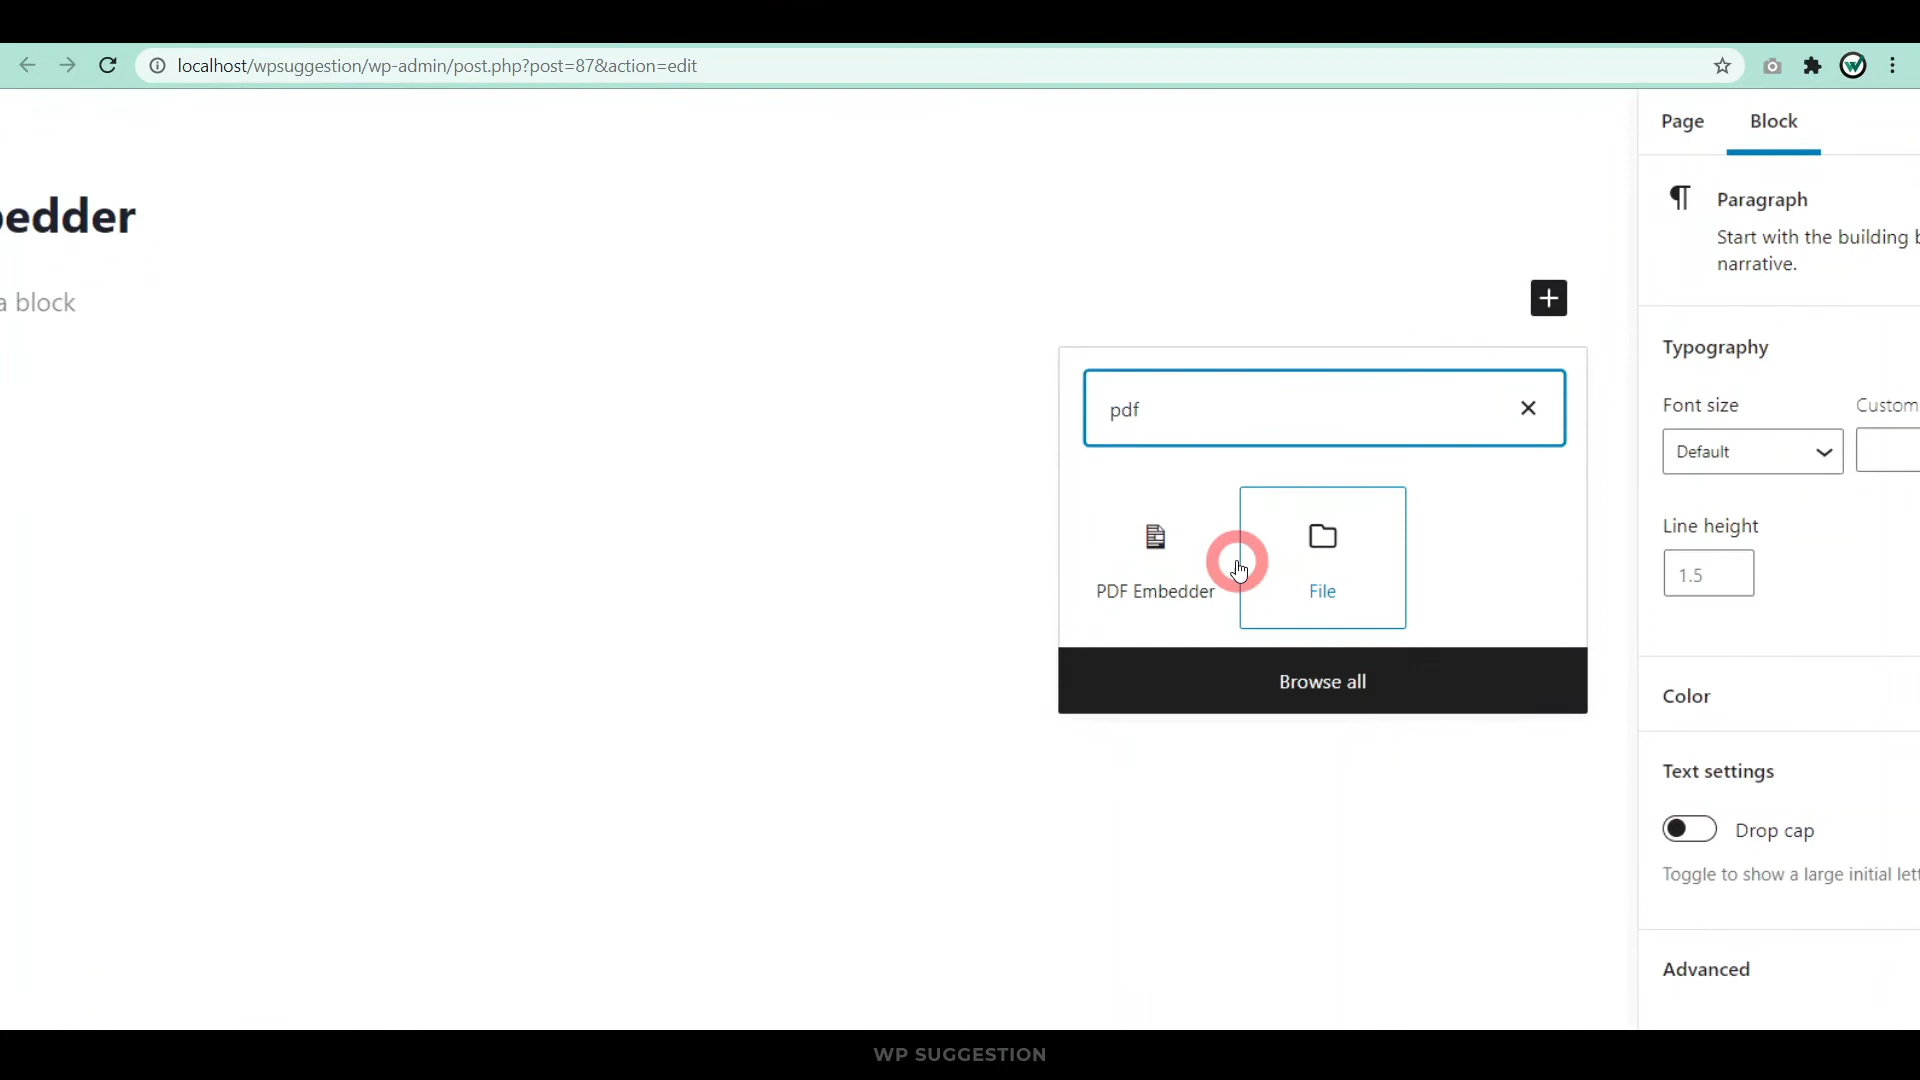 localhost/wpsuggestion/wp-admin/post.php?post=87&action=edit
Page
Block
Paragraph
Start with the building
narrative.
edder
a block
pdf
PDF Embedder
File
Browse all
Typography
Font size
Custom
Default
Line height
1.5
Color
Text settings
Drop cap
Toggle to show a large initial
Advanced
WP SUGGESTION